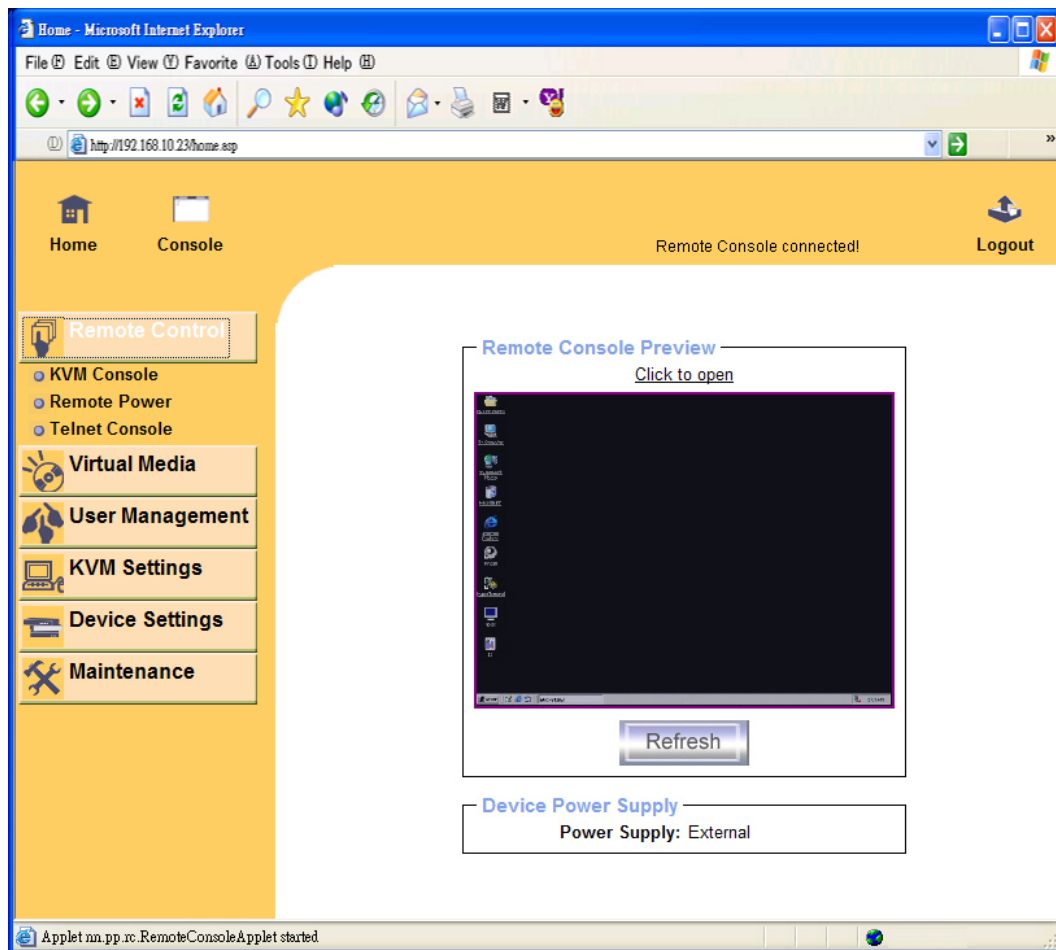 Home - Microsoft Internet Explorer
File Ⓕ Edit Ⓔ View Ⓥ Favorite Ⓐ Tools Ⓣ Help Ⓗ
Ⓓ http://192.168.10.23/home.asp »
Home Console Remote Console connected! Logout
Remote Control
KVM Console
Remote Power
Telnet Console
Virtual Media
User Management
KVM Settings
Device Settings
Maintenance
Remote Console Preview
Click to open
Refresh
Device Power Supply
Power Supply: External
Applet nn.pp.rc.RemoteConsoleApplet started